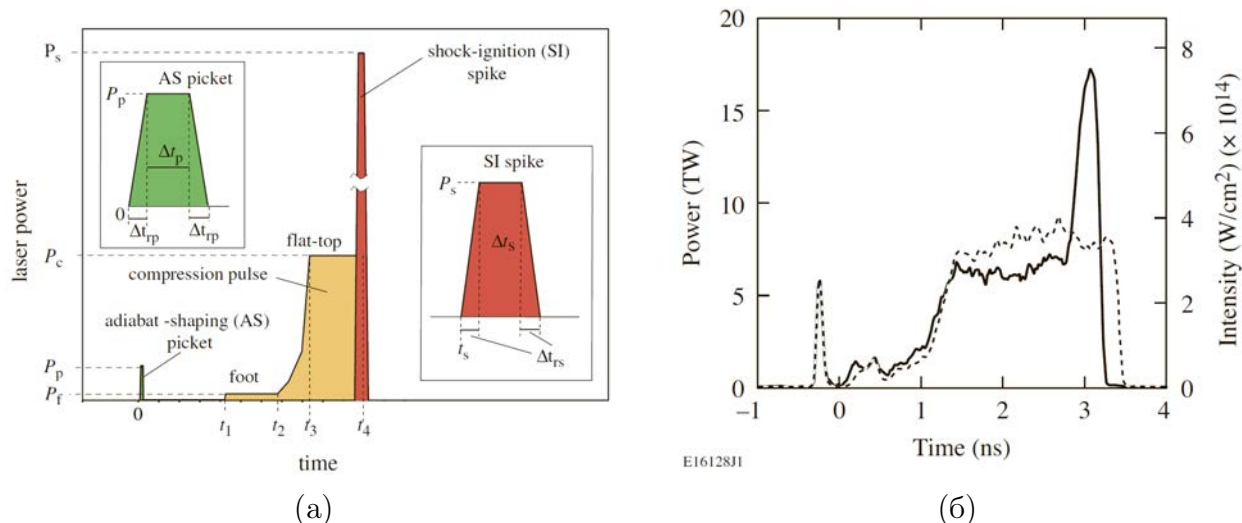 P_s
shock-ignition (SI)
spike
AS picket
P_p
Δt_p
0
Δt_rp
Δt_rp
SI spike
P_s
Δt_s
t_s
Δt_rs
laser power
flat-top
P_c
compression pulse
adiabat -shaping (AS)
picket
P_p
foot
P_f
0
t_1
t_2
t_3
t_4
time
(а)
20
15
10
5
0
Power (TW)
8
6
4
2
0
Intensity (W/cm²) (× 10¹⁴)
−1
0
1
2
3
4
Time (ns)
E16128J1
(б)